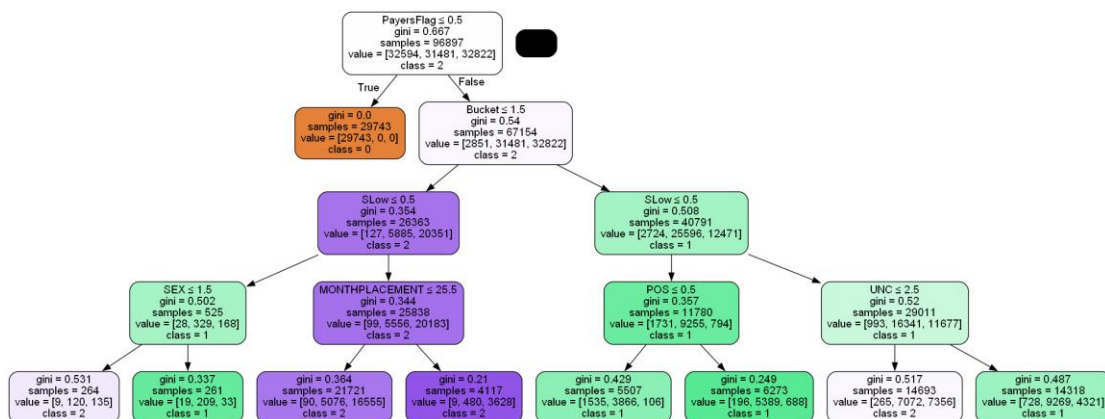 PayersFlag ≤ 0.5
gini = 0.667
samples = 96897
value = [32594, 31481, 32822]
class = 2
True
False
gini = 0.0
samples = 29743
value = [29743, 0, 0]
class = 0
Bucket ≤ 1.5
gini = 0.54
samples = 67154
value = [2851, 31481, 32822]
class = 2
SLow ≤ 0.5
gini = 0.354
samples = 26363
value = [127, 5885, 20351]
class = 2
SLow ≤ 0.5
gini = 0.508
samples = 40791
value = [2724, 25596, 12471]
class = 1
SEX ≤ 1.5
gini = 0.502
samples = 525
value = [28, 329, 168]
class = 1
MONTHPLACEMENT ≤ 25.5
gini = 0.344
samples = 25838
value = [99, 5556, 20183]
class = 2
POS ≤ 0.5
gini = 0.357
samples = 11780
value = [1731, 9255, 794]
class = 1
UNC ≤ 2.5
gini = 0.52
samples = 29011
value = [993, 16341, 11677]
class = 1
gini = 0.531
samples = 264
value = [9, 120, 135]
class = 2
gini = 0.337
samples = 261
value = [19, 209, 33]
class = 1
gini = 0.364
samples = 21721
value = [90, 5076, 16555]
class = 2
gini = 0.21
samples = 4117
value = [9, 480, 3628]
class = 2
gini = 0.429
samples = 5507
value = [1535, 3866, 106]
class = 1
gini = 0.249
samples = 6273
value = [196, 5389, 688]
class = 1
gini = 0.517
samples = 14693
value = [265, 7072, 7356]
class = 2
gini = 0.487
samples = 14318
value = [728, 9269, 4321]
class = 1